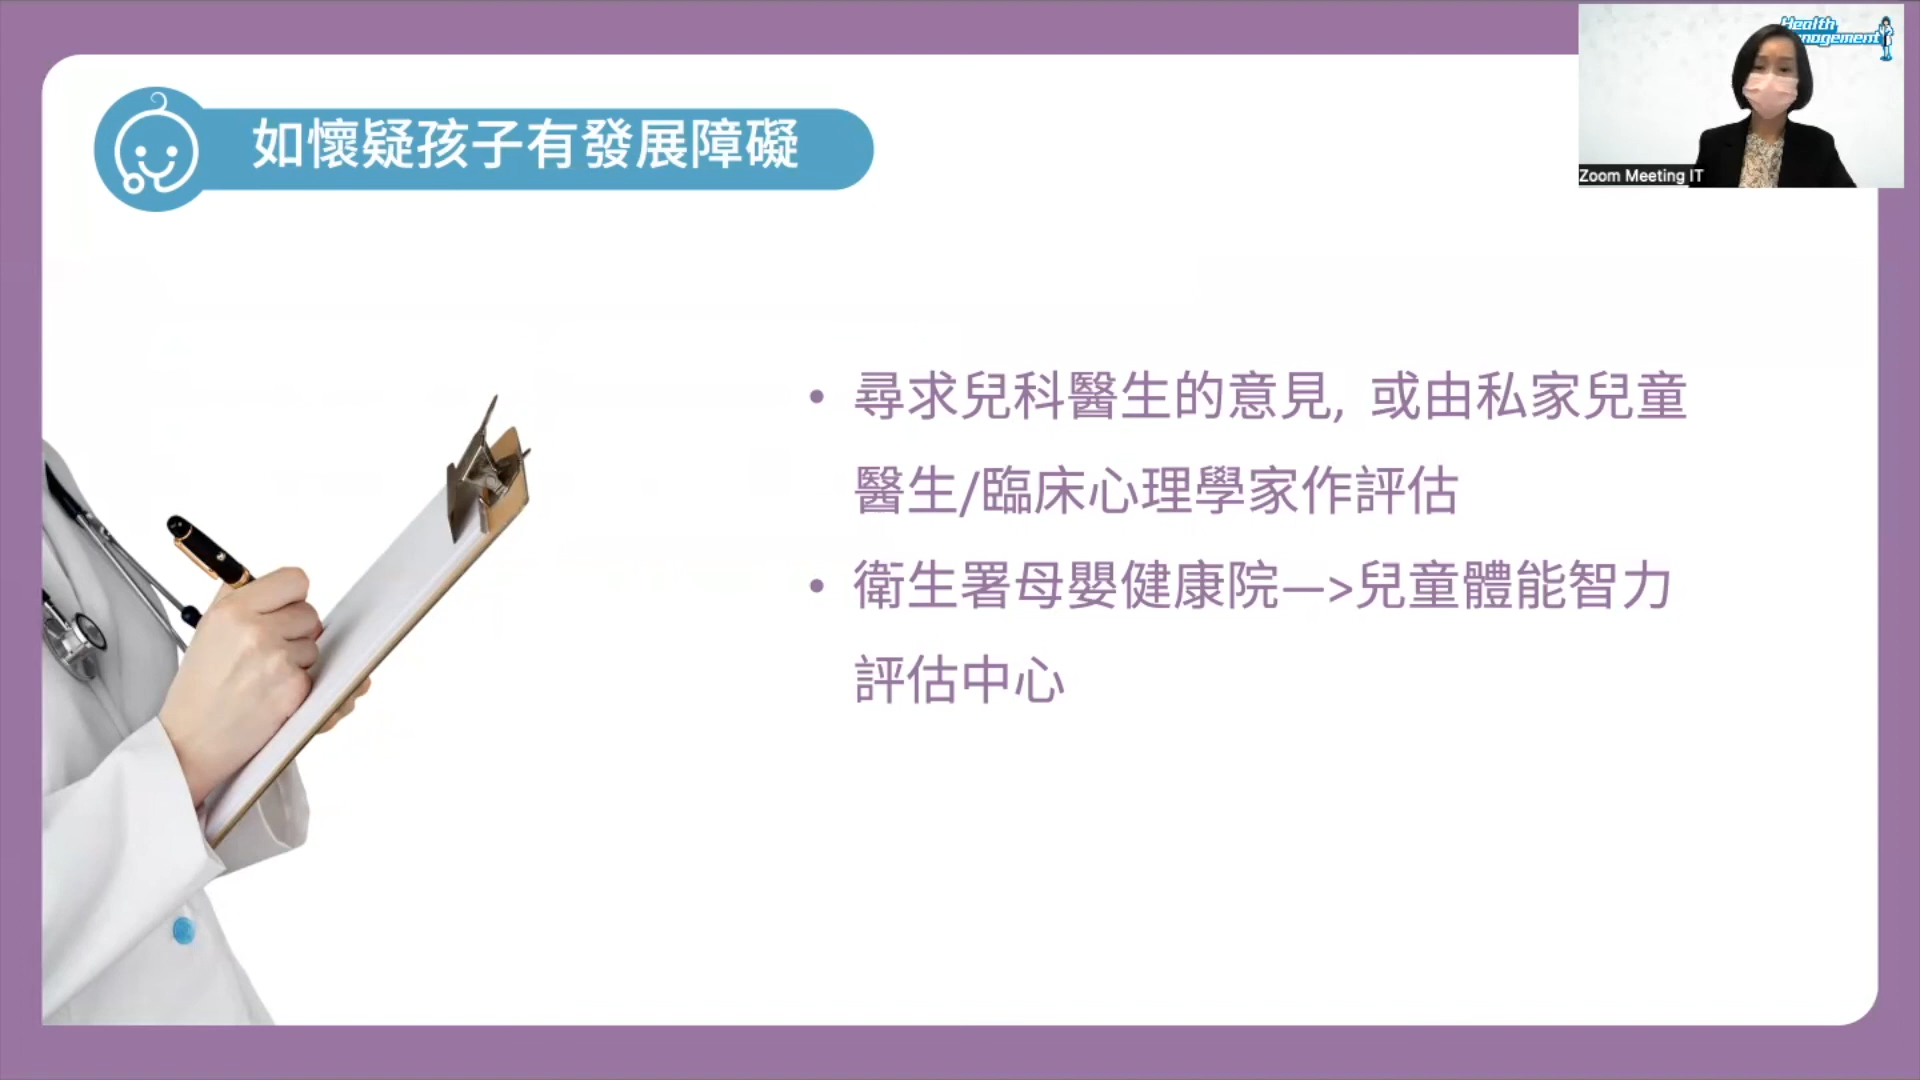 如懷疑孩子有發展障礙
Health
Zoom Meeting IT
• 尋求兒科醫生的意見, 或由私家兒童
醫生/臨床心理學家作評估
• 衛生署母嬰健康院—>兒童體能智力
評估中心